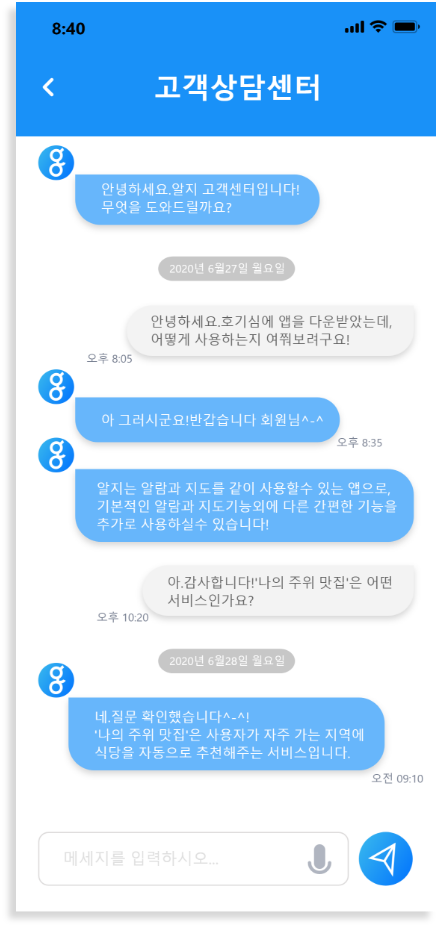 8:40
고객상담센터
안녕하세요.알지 고객센터입니다!
무엇을 도와드릴까요?
2020년 6월27일 월요일
안녕하세요.호기심에 앱을 다운받았는데,
어떻게 사용하는지 여쭤보려구요!
오후 8:05
아 그러시군요!반갑습니다 회원님^-^
오후 8:35
알지는 알람과 지도를 같이 사용할수 있는 앱으로,
기본적인 알람과 지도기능외에 다른 간편한 기능을
추가로 사용하실수 있습니다!
아.감사합니다!'나의 주위 맛집'은 어떤
서비스인가요?
오후 10:20
2020년 6월28일 월요일
네.질문 확인했습니다^-^!
'나의 주위 맛집'은 사용자가 자주 가는 지역에
식당을 자동으로 추천해주는 서비스입니다.
오전 09:10
메세지를 입력하시오...